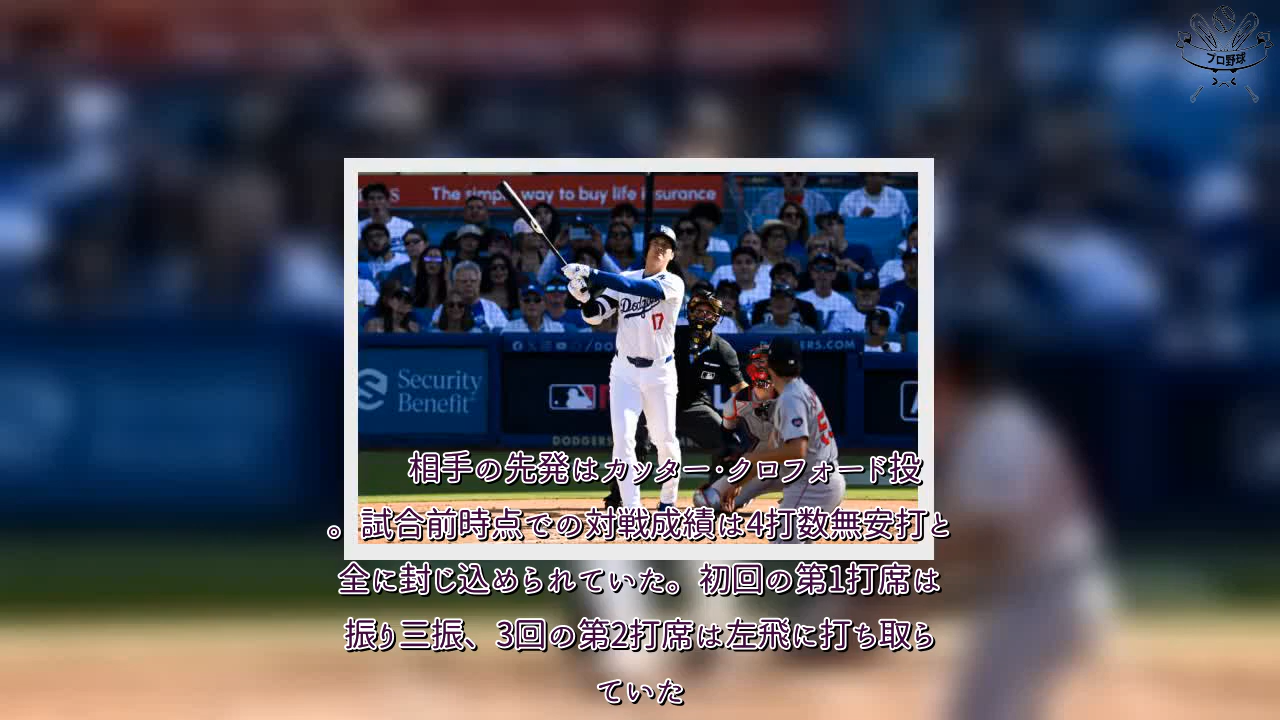 プロ野球
The simple way to buy life insurance
Dodgers
17
Security
Benefit
DODGERS.COM
DODGERS
相手の先発はカッター・クロフォード投
。試合前時点での対戦成績は4打数無安打と
全に封じ込められていた。初回の第1打席は
振り三振、3回の第2打席は左飛に打ち取ら
ていた